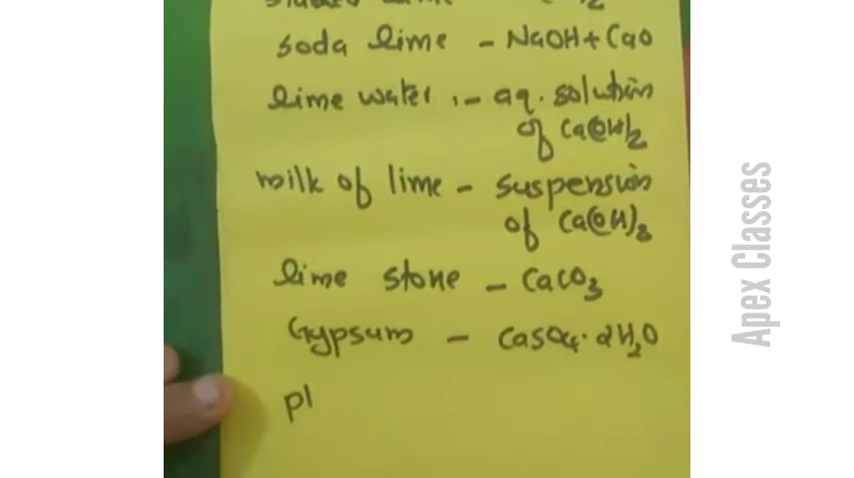 soda lime - NaOH + CaO
lime water :- aq. solution
of Ca(OH)2
milk of lime - suspension
of Ca(OH)2
lime stone - CaCO3
Gypsum - CaSO4. 2H2O
pl
Apex Classes